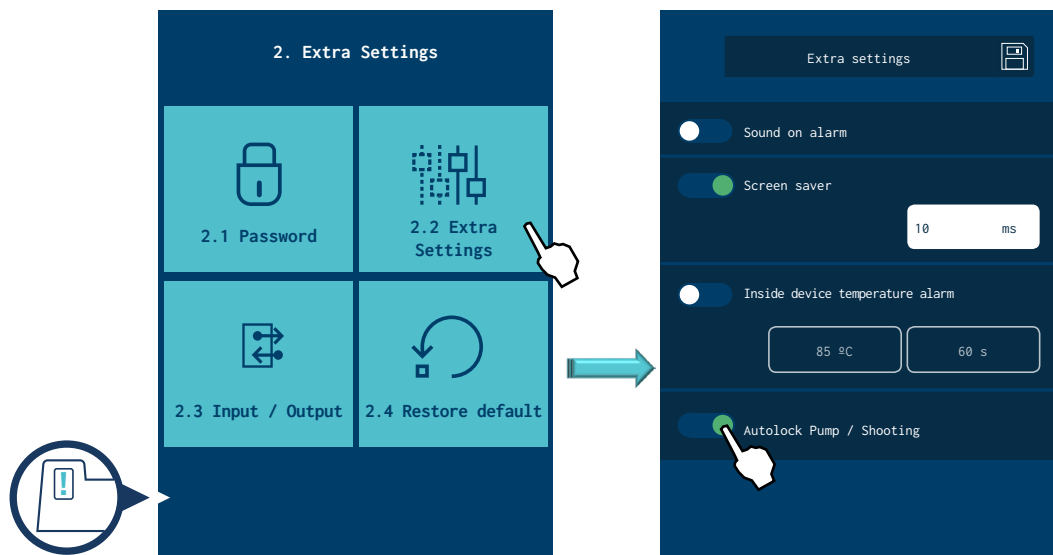 2. Extra Settings
2.1 Password
2.2 Extra
Settings
2.3 Input / Output
2.4 Restore default
!
Extra settings
Sound on alarm
Screen saver
10 ms
Inside device temperature alarm
85 ºC
60 s
Autolock Pump / Shooting